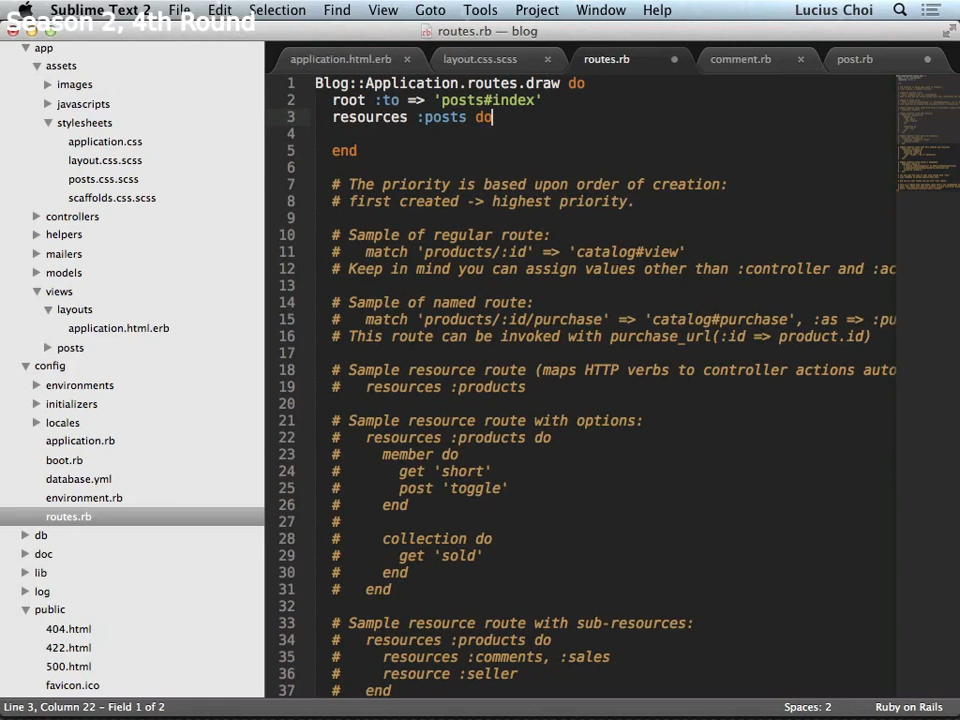 Sublime Text 2 File Edit Selection Find View Goto Tools Project Window Help Lucius Choi
Season 2, 4th Round
routes.rb — blog
application.html.erb layout.css.scss routes.rb comment.rb post.rb
app
assets
images
javascripts
stylesheets
application.css
layout.css.scss
posts.css.scss
scaffolds.css.scss
controllers
helpers
mailers
models
views
layouts
application.html.erb
posts
config
environments
initializers
locales
application.rb
boot.rb
database.yml
environment.rb
routes.rb
db
doc
lib
log
public
404.html
422.html
500.html
favicon.ico
1 Blog::Application.routes.draw do
2 root :to => 'posts#index'
3 resources :posts do
4
5 end
6
7 # The priority is based upon order of creation:
8 # first created -> highest priority.
9
10 # Sample of regular route:
11 # match 'products/:id' => 'catalog#view'
12 # Keep in mind you can assign values other than :controller and :ac
13
14 # Sample of named route:
15 # match 'products/:id/purchase' => 'catalog#purchase', :as => :pu
16 # This route can be invoked with purchase_url(:id => product.id)
17
18 # Sample resource route (maps HTTP verbs to controller actions auto
19 # resources :products
20
21 # Sample resource route with options:
22 # resources :products do
23 # member do
24 # get 'short'
25 # post 'toggle'
26 # end
27 #
28 # collection do
29 # get 'sold'
30 # end
31 # end
32
33 # Sample resource route with sub-resources:
34 # resources :products do
35 # resources :comments, :sales
36 # resource :seller
37 # end
Line 3, Column 22 - Field 1 of 2 Spaces: 2 Ruby on Rails